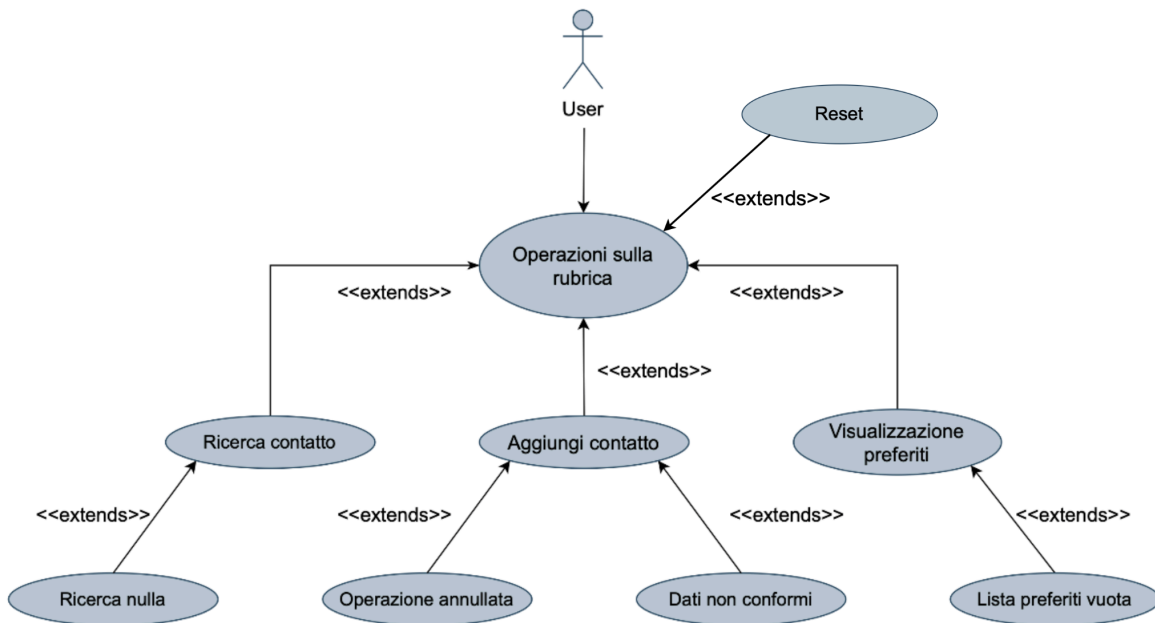 User
Reset
<<extends>>
Operazioni sulla
rubrica
<<extends>>
<<extends>>
<<extends>>
Ricerca contatto
Aggiungi contatto
Visualizzazione
preferiti
<<extends>>
<<extends>>
<<extends>>
<<extends>>
Ricerca nulla
Operazione annullata
Dati non conformi
Lista preferiti vuota